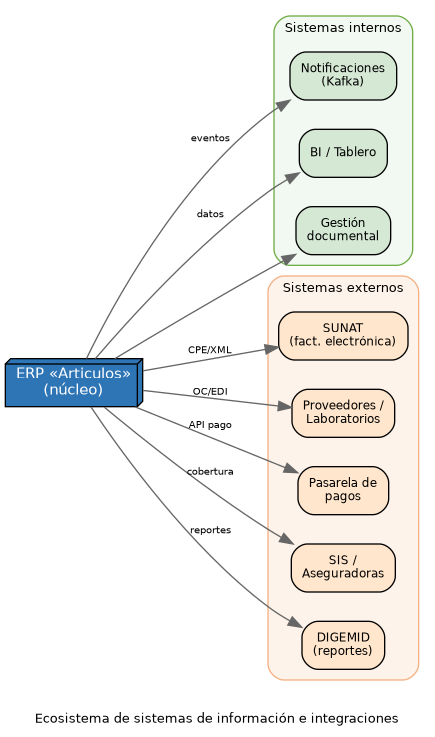 Sistemas internos
Notificaciones
(Kafka)
eventos
BI / Tablero
datos
Gestión
documental
Sistemas externos
SUNAT
(fact. electrónica)
CPE/XML
ERP «Articulos»
(núcleo)
OC/EDI
Proveedores /
Laboratorios
API pago
Pasarela de
pagos
cobertura
SIS /
Aseguradoras
reportes
DIGEMID
(reportes)
Ecosistema de sistemas de información e integraciones